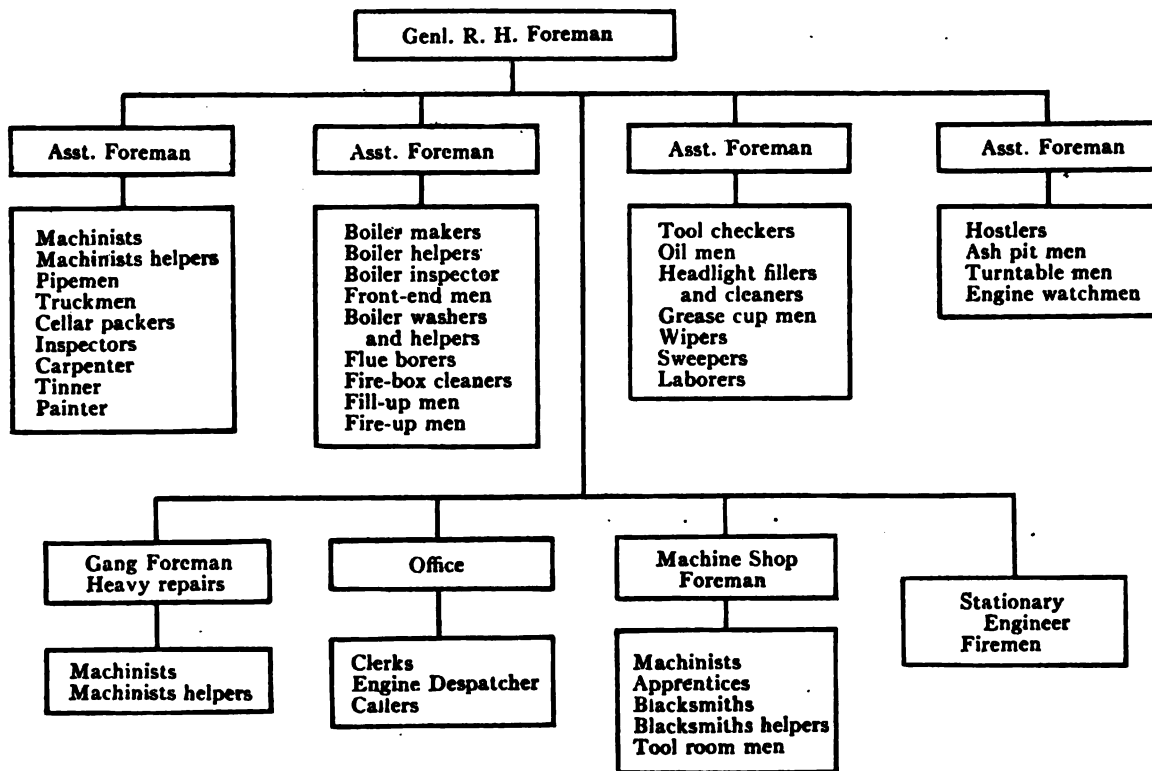 Genl. R. H. Foreman
Asst. Foreman
Machinists
Machinists helpers
Pipemen
Truckmen
Cellar packers
Inspectors
Carpenter
Tinner
Painter
Asst. Foreman
Boiler makers
Boiler helpers
Boiler inspector
Front-end men
Boiler washers
and helpers
Flue borers
Fire-box cleaners
Fill-up men
Fire-up men
Asst. Foreman
Tool checkers
Oil men
Headlight fillers
and cleaners
Grease cup men
Wipers
Sweepers
Laborers
Asst. Foreman
Hostlers
Ash pit men
Turntable men
Engine watchmen
Gang Foreman
Heavy repairs
Machinists
Machinists helpers
Office
Clerks
Engine Despatcher
Callers
Machine Shop
Foreman
Machinists
Apprentices
Blacksmiths
Blacksmiths helpers
Tool room men
Stationary
Engineer
Firemen